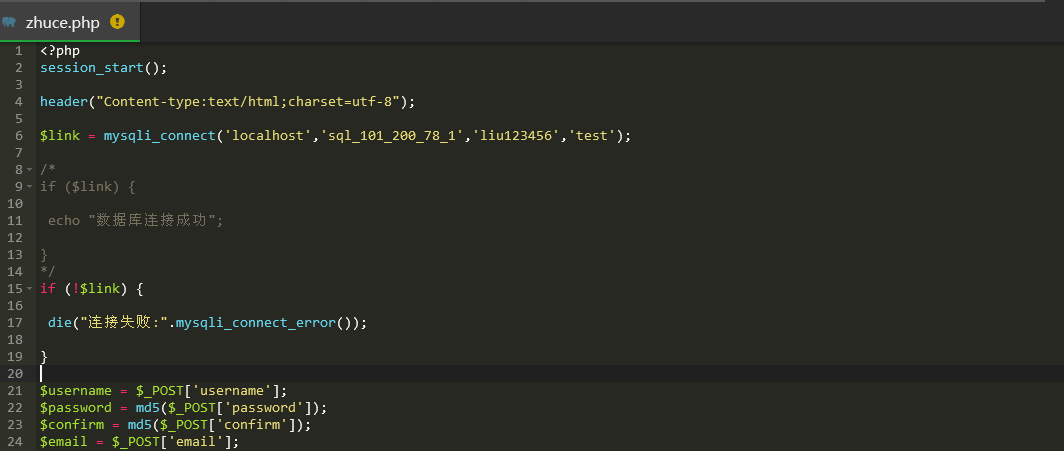 zhuce.php
1 <?php
2 session_start();
3
4 header("Content-type:text/html;charset=utf-8");
5
6 $link = mysqli_connect('localhost','sql_101_200_78_1','liu123456','test');
7
8 /*
9 if ($link) {
10
11 echo "数据库连接成功";
12
13 }
14 */
15 if (!$link) {
16
17 die("连接失败:".mysqli_connect_error());
18
19 }
20
21 $username = $_POST['username'];
22 $password = md5($_POST['password']);
23 $confirm = md5($_POST['confirm']);
24 $email = $_POST['email'];